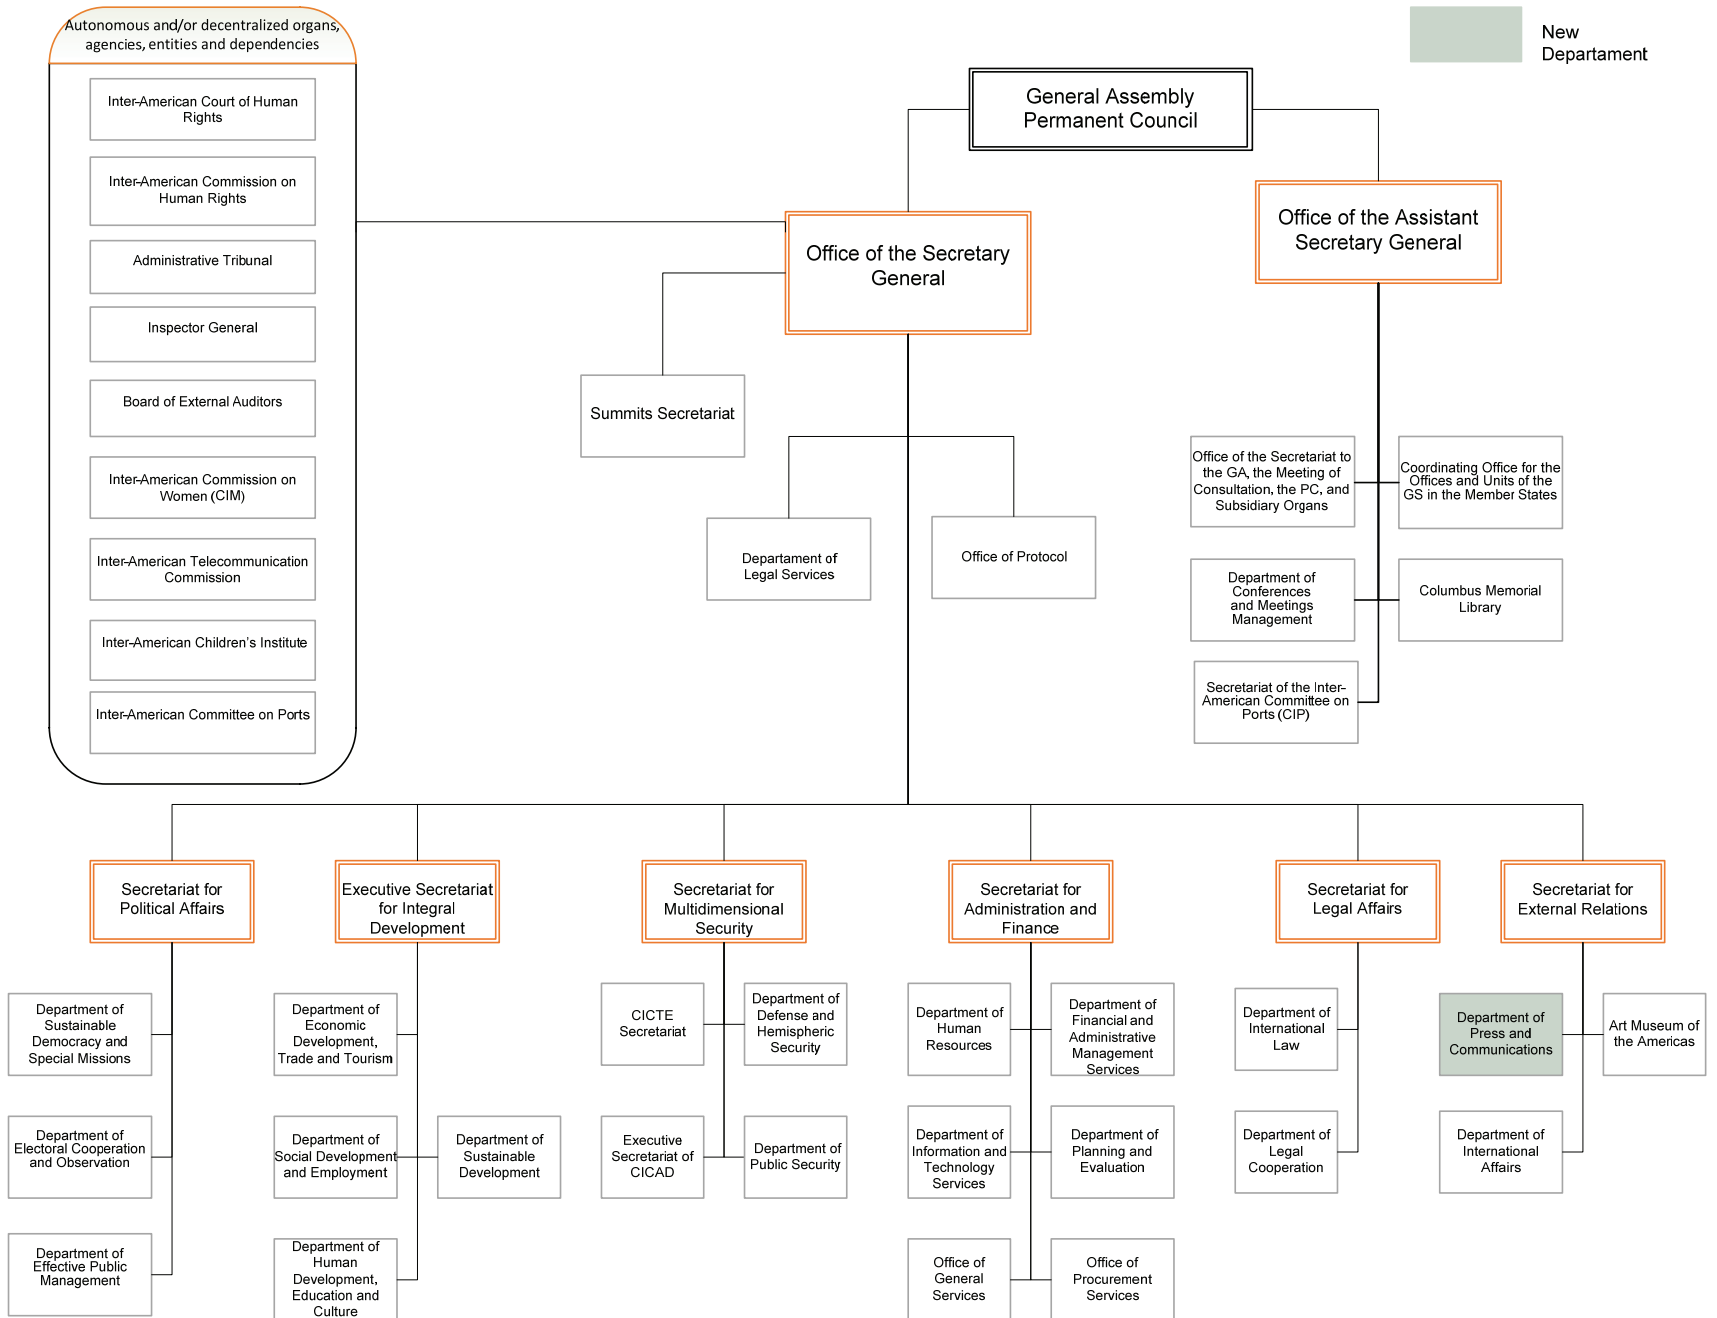 Autonomous and/or decentralized organs,
agencies, entities and dependencies
Inter-American Court of Human
Rights
Inter-American Commission on
Human Rights
Administrative Tribunal
Inspector General
Board of External Auditors
Inter-American Commission on
Women (CIM)
Inter-American Telecommunication
Commission
Inter-American Children's Institute
Inter-American Committee on Ports
New
Departament
General Assembly
Permanent Council
Office of the Secretary
General
Office of the Assistant
Secretary General
Summits Secretariat
Departament of
Legal Services
Office of Protocol
Office of the Secretariat to
the GA, the Meeting of
Consultation, the PC, and
Subsidiary Organs
Coordinating Office for the
Offices and Units of the
GS in the Member States
Department of
Conferences
and Meetings
Management
Columbus Memorial
Library
Secretariat of the Inter-
American Committee on
Ports (CIP)
Secretariat for
Political Affairs
Executive Secretariat
for Integral
Development
Secretariat for
Multidimensional
Security
Secretariat for
Administration and
Finance
Secretariat for
Legal Affairs
Secretariat for
External Relations
Department of
Sustainable
Democracy and
Special Missions
Department of
Electoral Cooperation
and Observation
Department of
Effective Public
Management
Department of
Economic
Development,
Trade and Tourism
Department of
Social Development
and Employment
Department of
Sustainable
Development
Department of
Human
Development,
Education and
Culture
CICTE
Secretariat
Department of
Defense and
Hemispheric
Security
Executive
Secretariat of
CICAD
Department of
Public Security
Department of
Human
Resources
Department of
Financial and
Administrative
Management
Services
Department of
Information and
Technology
Services
Department of
Planning and
Evaluation
Office of
General
Services
Office of
Procurement
Services
Department of
International
Law
Department of
Legal
Cooperation
Department of
Press and
Communications
Art Museum of
the Americas
Department of
International
Affairs